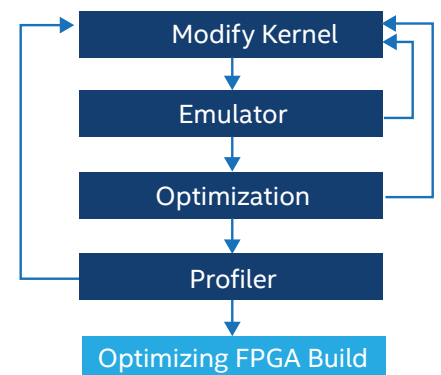 Modify Kernel
Emulator
Optimization
Profiler
Optimizing FPGA Build